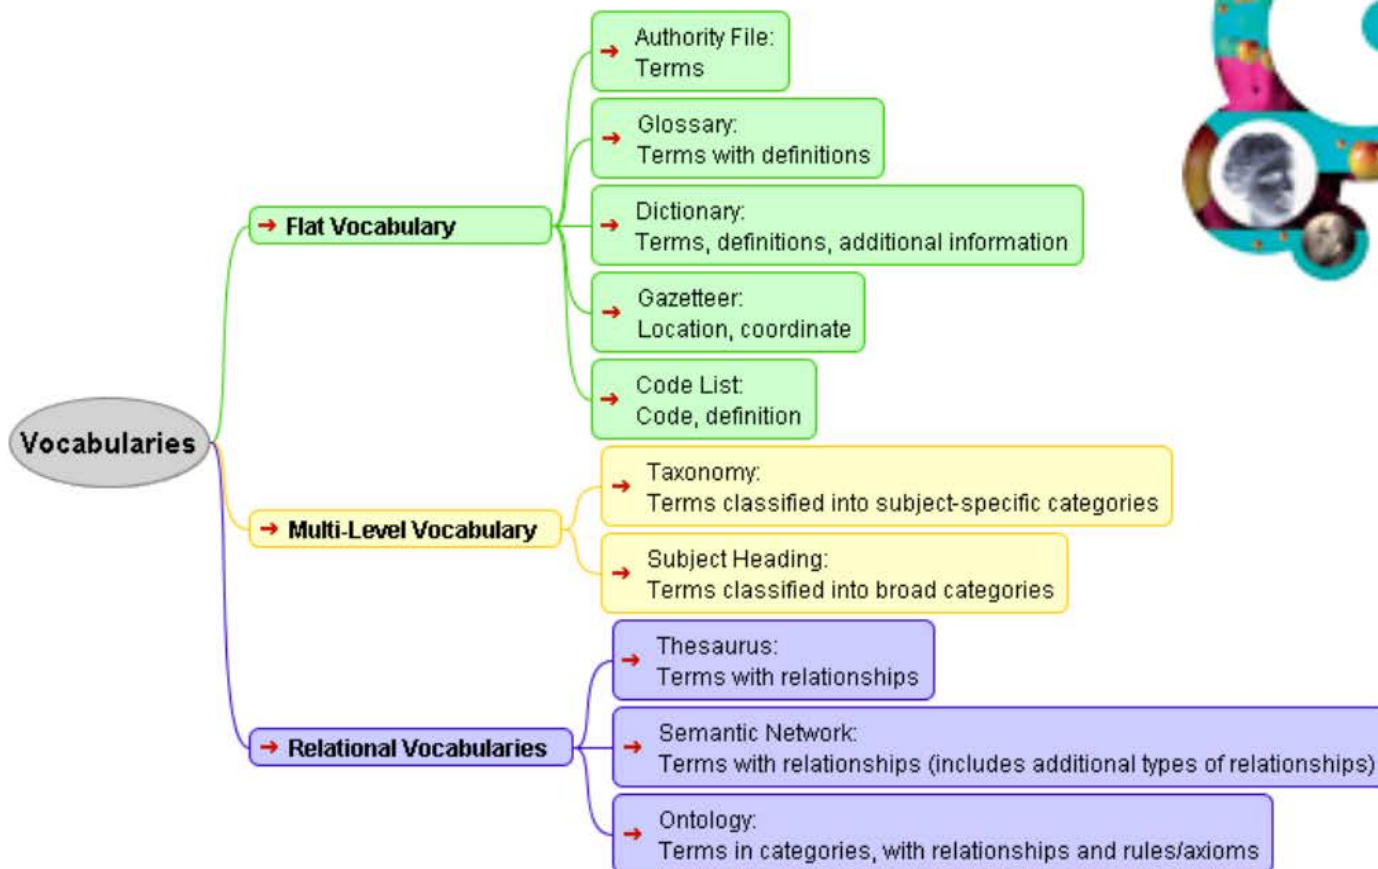 Vocabularies
Flat Vocabulary
Authority File:
Terms
Glossary:
Terms with definitions
Dictionary:
Terms, definitions, additional information
Gazetteer:
Location, coordinate
Code List:
Code, definition
Multi-Level Vocabulary
Taxonomy:
Terms classified into subject-specific categories
Subject Heading:
Terms classified into broad categories
Relational Vocabularies
Thesaurus:
Terms with relationships
Semantic Network:
Terms with relationships (includes additional types of relationships)
Ontology:
Terms in categories, with relationships and rules/axioms